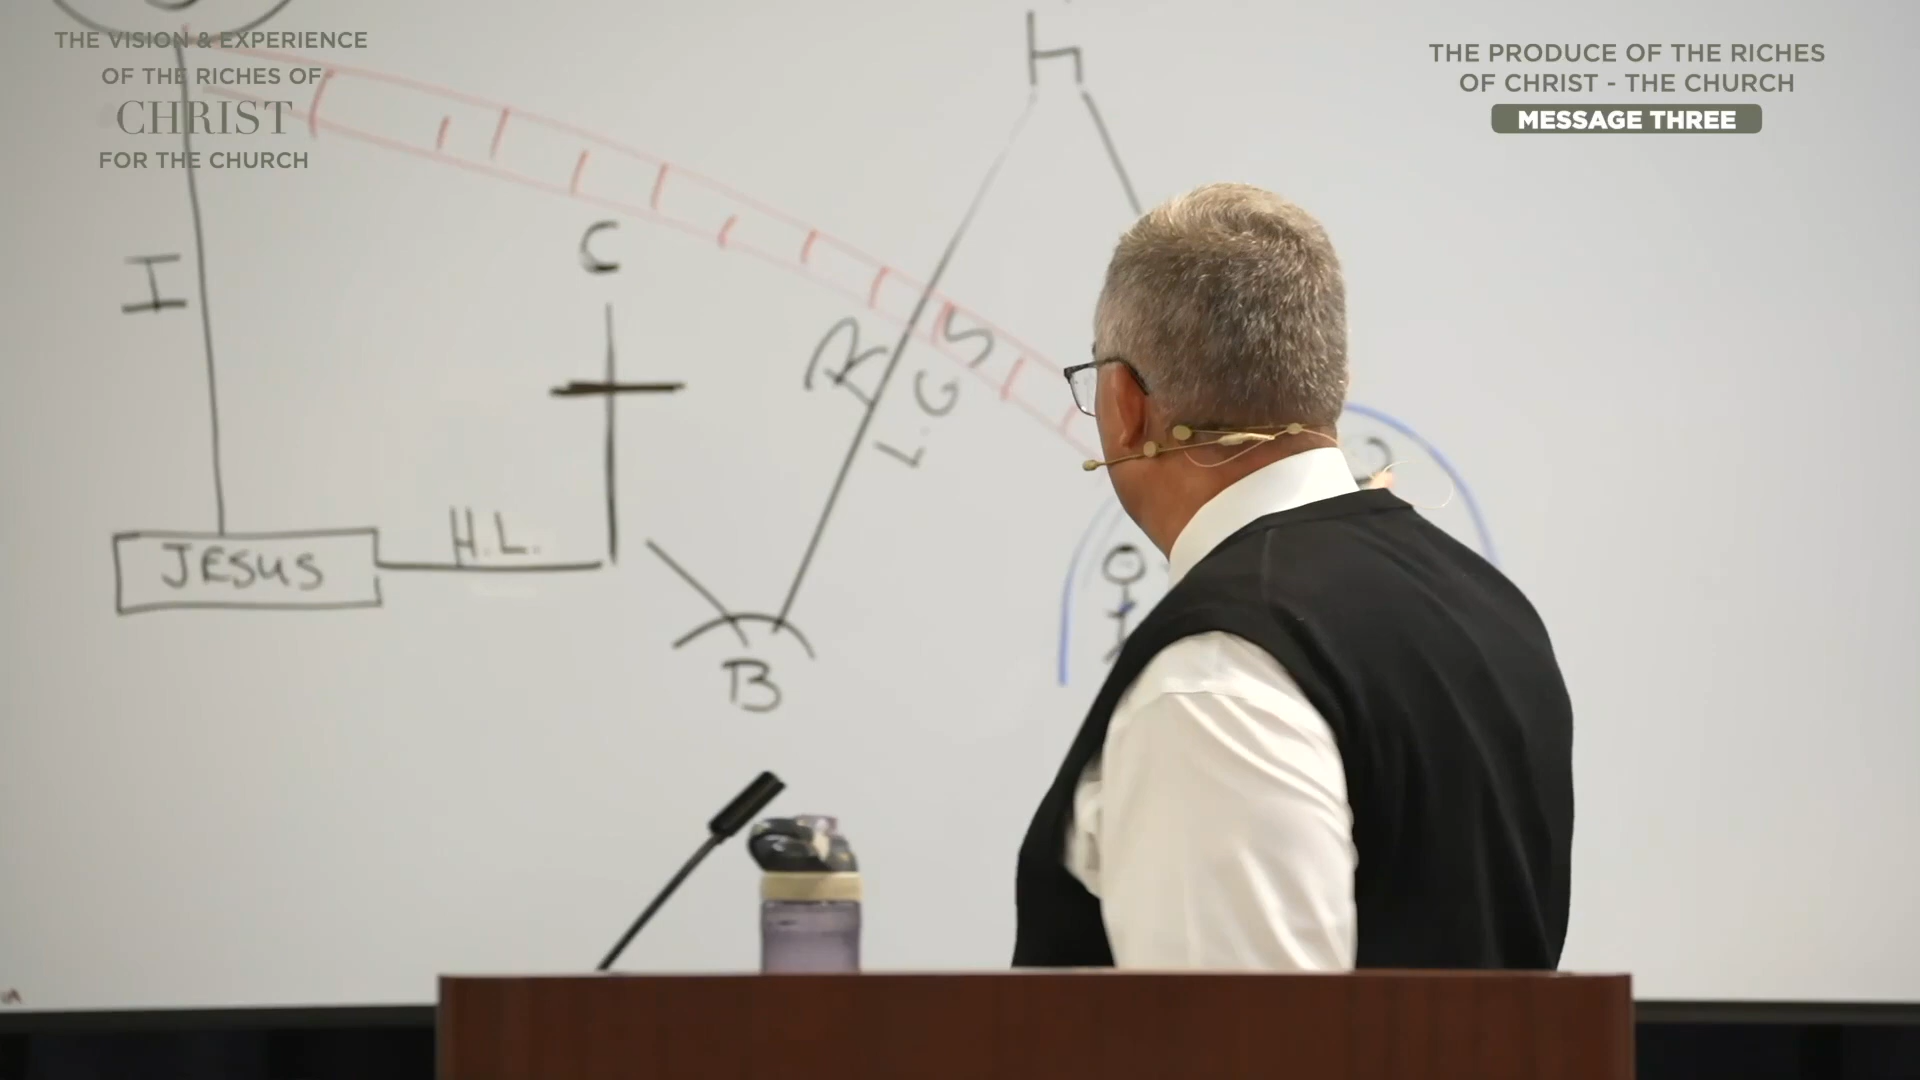 THE VISION & EXPERIENCE
OF THE RICHES OF
CHRIST
FOR THE CHURCH
THE PRODUCE OF THE RICHES
OF CHRIST - THE CHURCH
MESSAGE THREE
I
C
R
L.G S
H.L.
JESUS
B